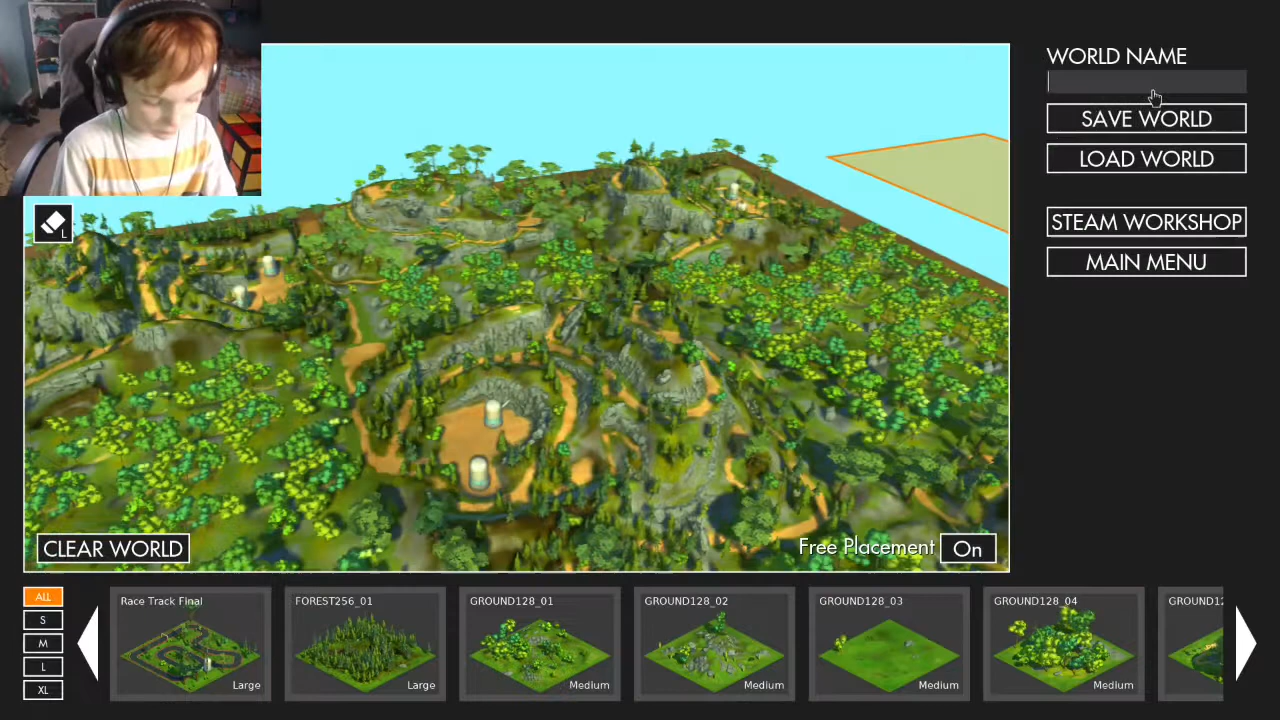 WORLD NAME
SAVE WORLD
LOAD WORLD
STEAM WORKSHOP
MAIN MENU
L
CLEAR WORLD
Free Placement On
ALL
S
M
L
XL
Race Track Final
Large
FOREST256_01
Large
GROUND128_01
Medium
GROUND128_02
Medium
GROUND128_03
Medium
GROUND128_04
Medium